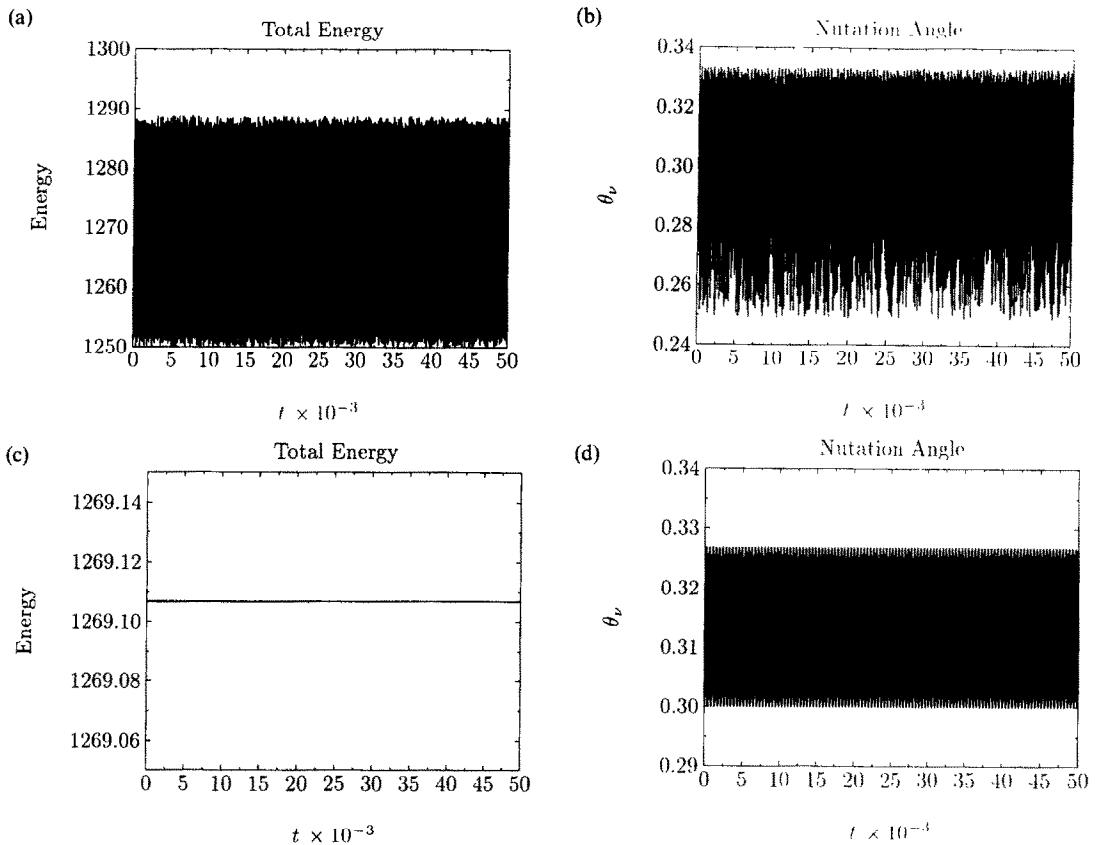 (a)
Total Energy
1300
1290
1280
1270
1260
1250
Energy
0 5 10 15 20 25 30 35 40 45 50
t × 10⁻³
(b)
Nutation Angle
0.34
0.32
0.30
0.28
0.26
0.24
θᵥ
0 5 10 15 20 25 30 35 40 45 50
t × 10⁻³
(c)
Total Energy
1269.14
1269.12
1269.10
1269.08
1269.06
Energy
0 5 10 15 20 25 30 35 40 45 50
t × 10⁻³
(d)
Nutation Angle
0.34
0.33
0.32
0.31
0.30
0.29
θᵥ
0 5 10 15 20 25 30 35 40 45 50
t × 10⁻³